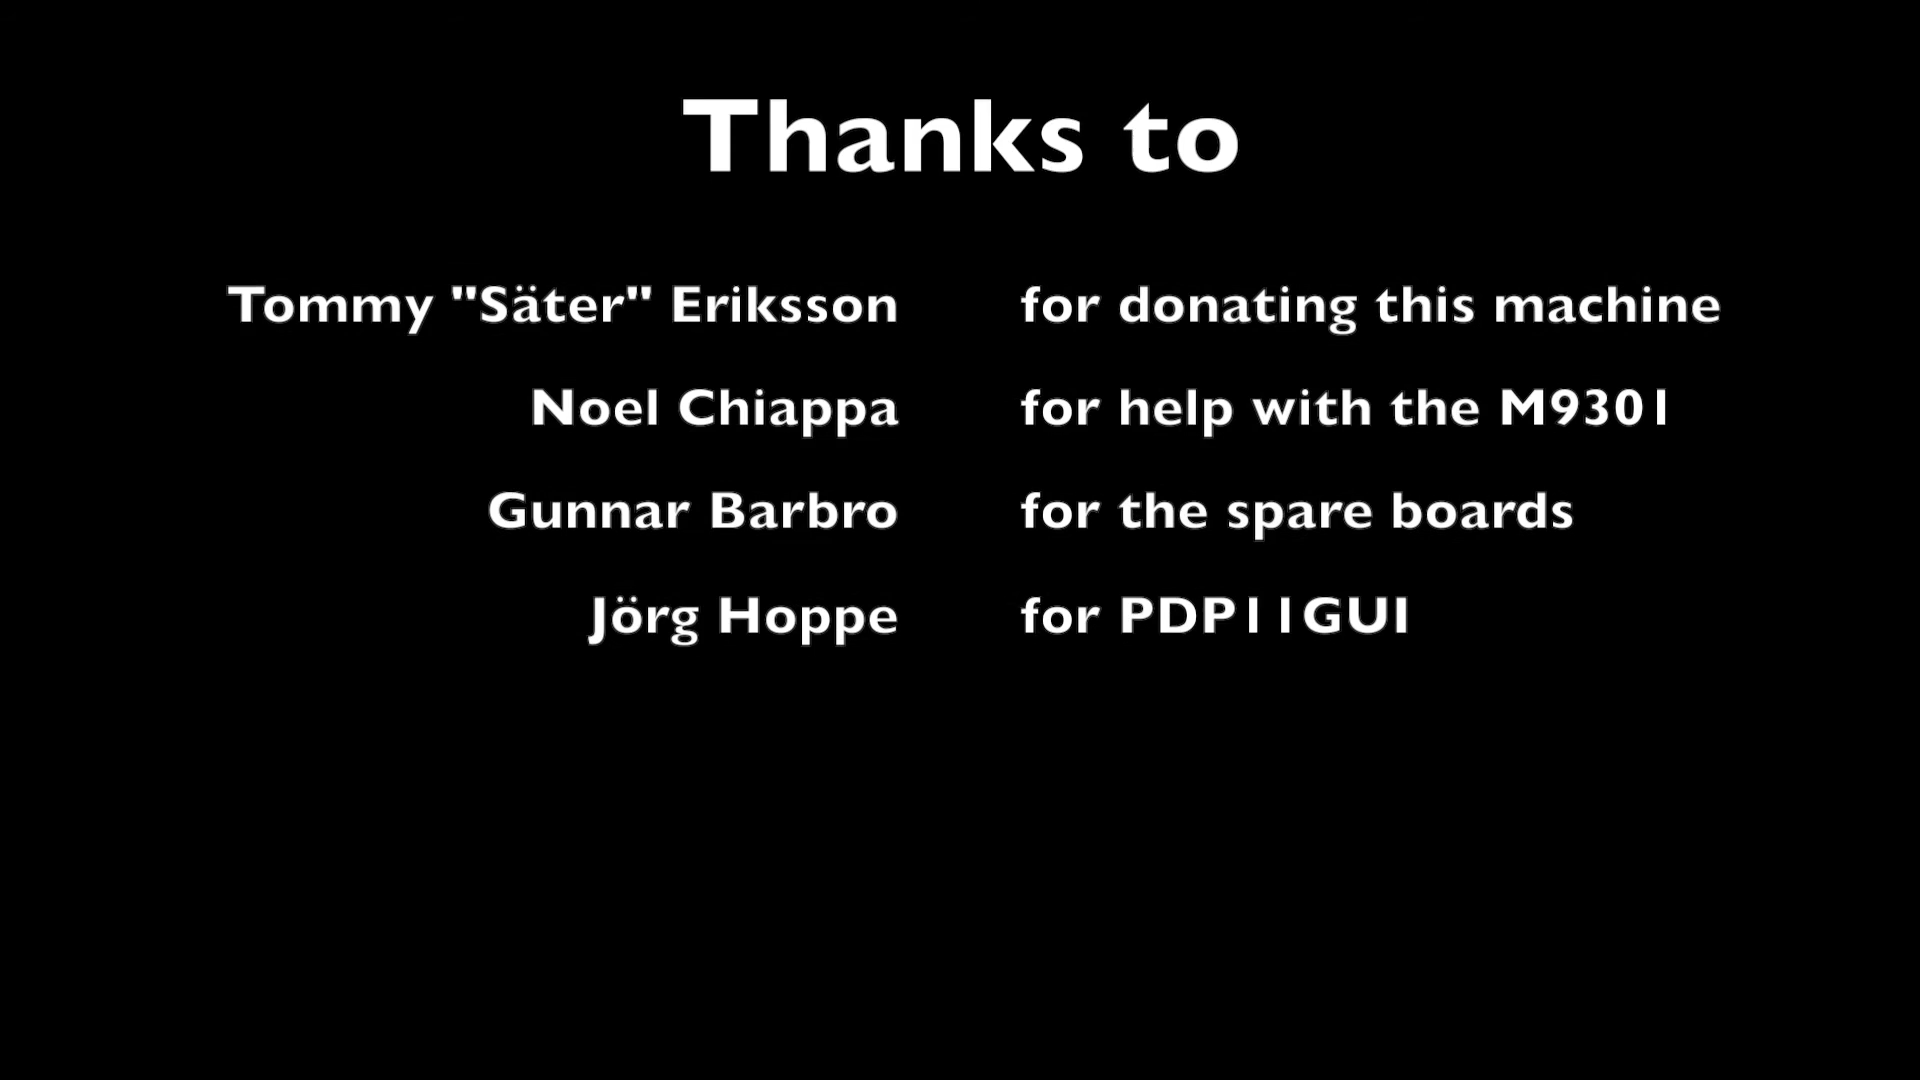 Thanks to
Tommy "Säter" Eriksson for donating this machine
Noel Chiappa for help with the M9301
Gunnar Barbro for the spare boards
Jörg Hoppe for PDP11GUI